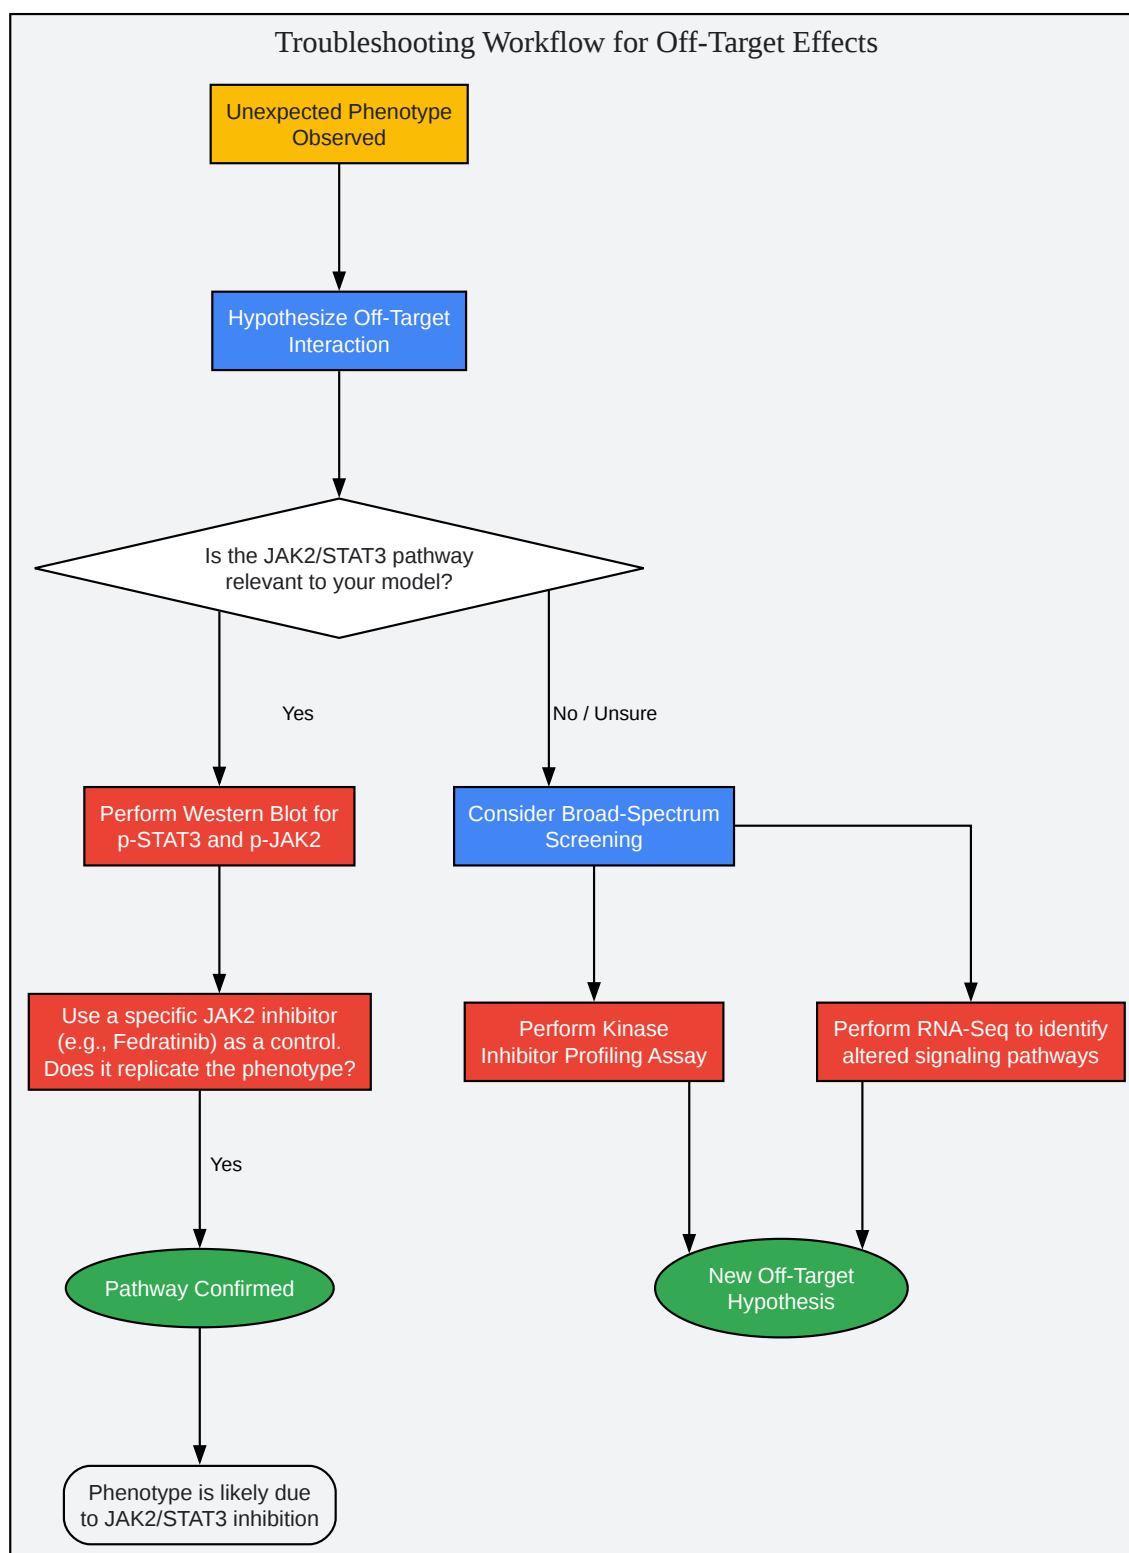 Troubleshooting Workflow for Off-Target Effects
Unexpected Phenotype
Observed
Hypothesize Off-Target
Interaction
Is the JAK2/STAT3 pathway
relevant to your model?
Yes
No / Unsure
Perform Western Blot for
p-STAT3 and p-JAK2
Consider Broad-Spectrum
Screening
Use a specific JAK2 inhibitor
(e.g., Fedratinib) as a control.
Does it replicate the phenotype?
Perform Kinase
Inhibitor Profiling Assay
Perform RNA-Seq to identify
altered signaling pathways
Yes
Pathway Confirmed
New Off-Target
Hypothesis
Phenotype is likely due
to JAK2/STAT3 inhibition